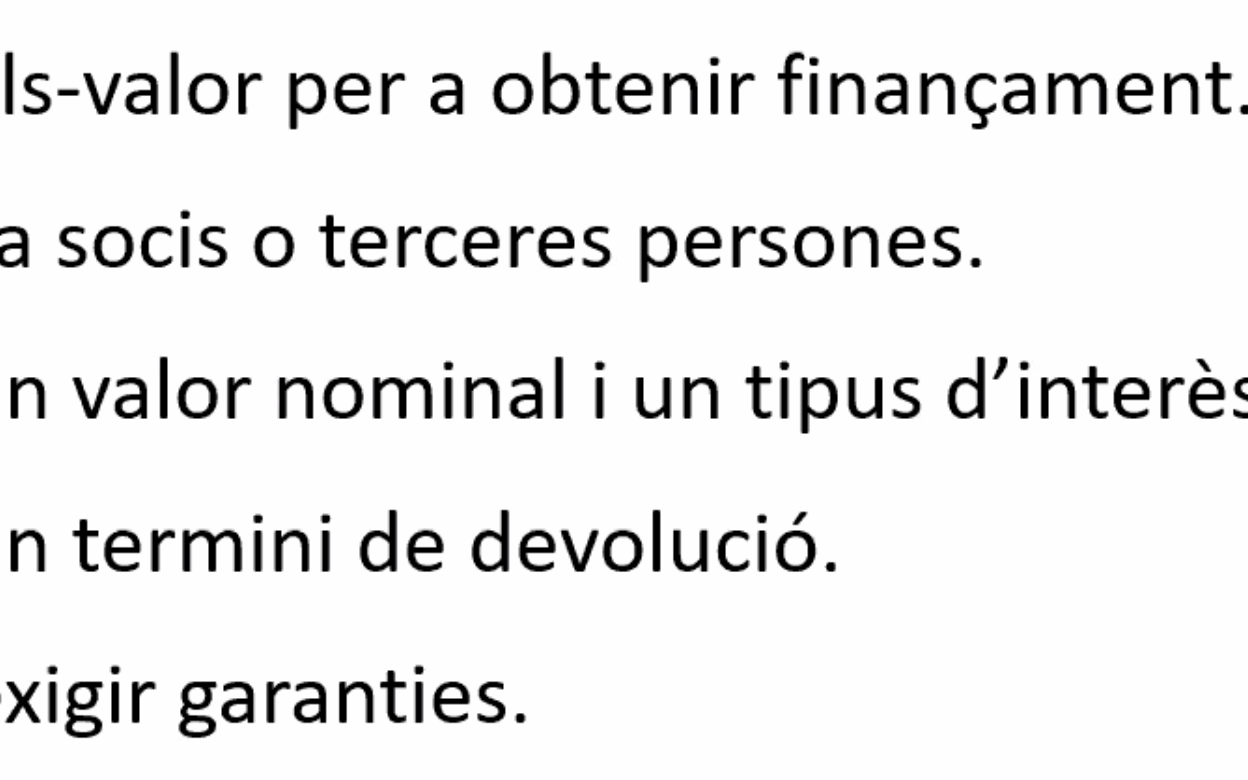 ls-valor per a obtenir finançament.
a socis o terceres persones.
n valor nominal i un tipus d’interès
n termini de devolució.
xigir garanties.